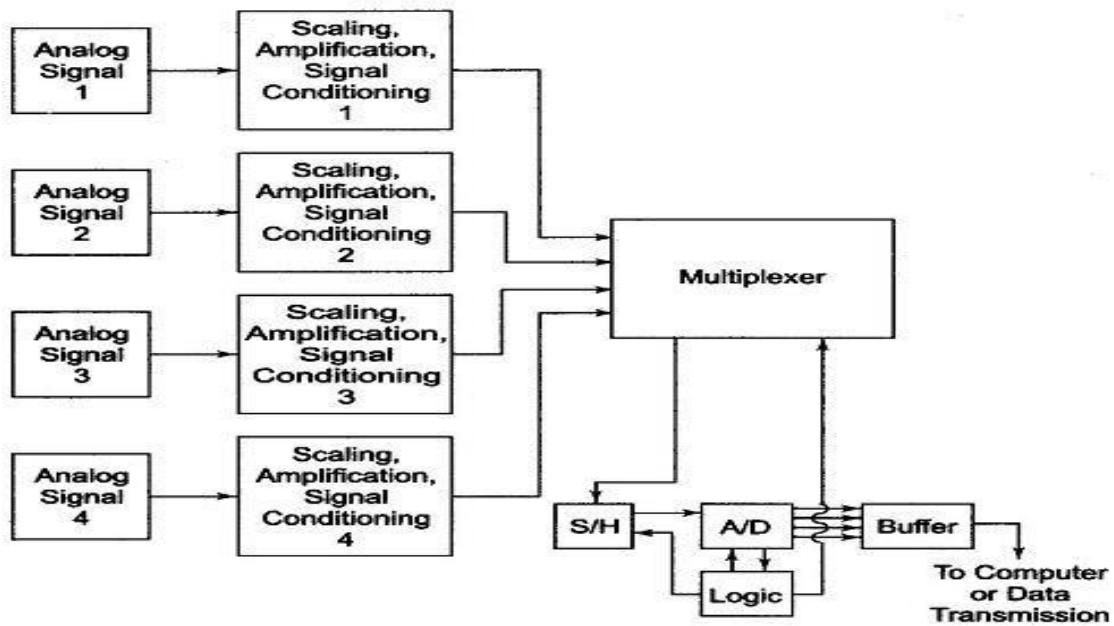 Analog
Signal
1
Scaling,
Amplification,
Signal
Conditioning
1
Analog
Signal
2
Scaling,
Amplification,
Signal
Conditioning
2
Analog
Signal
3
Scaling,
Amplification,
Signal
Conditioning
3
Analog
Signal
4
Scaling,
Amplification,
Signal
Conditioning
4
Multiplexer
S/H
A/D
Buffer
Logic
To Computer
or Data
Transmission